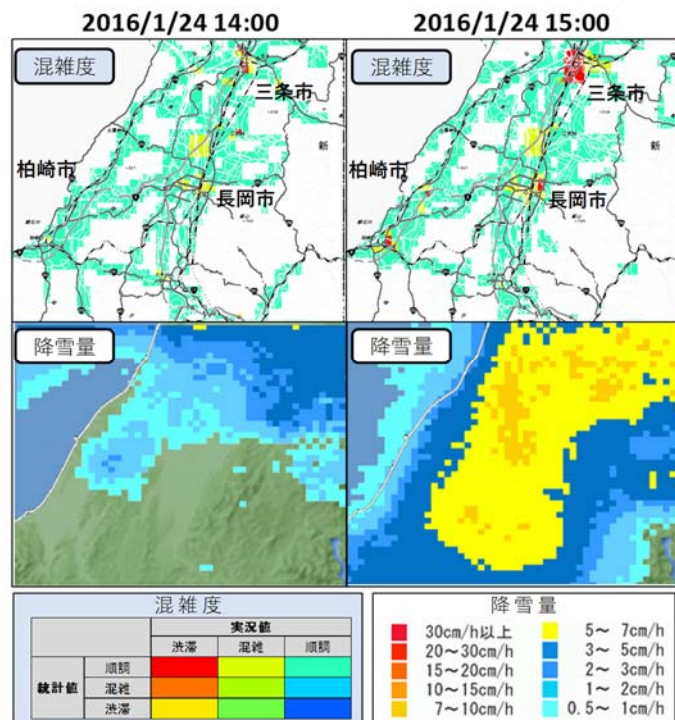 2016/1/24 14:00
2016/1/24 15:00
混雑度
三条市
柏崎市
長岡市
混雑度
三条市
新
柏崎市
長岡市
降雪量
降雪量
混雑度
実況値
渋滞 混雑 順調
統計値
順調
混雑
渋滞
降雪量
30cm/h以上
20～30cm/h
15～20cm/h
10～15cm/h
7～10cm/h
5～ 7cm/h
3～ 5cm/h
2～ 3cm/h
1～ 2cm/h
0.5～ 1cm/h